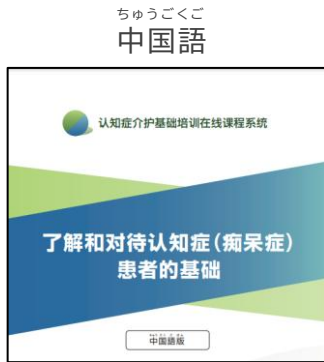 ちゅうごくご
中国語
认知症介护基础培训在线课程系统
了解和对待认知症(痴呆症)
患者的基础
中国語版